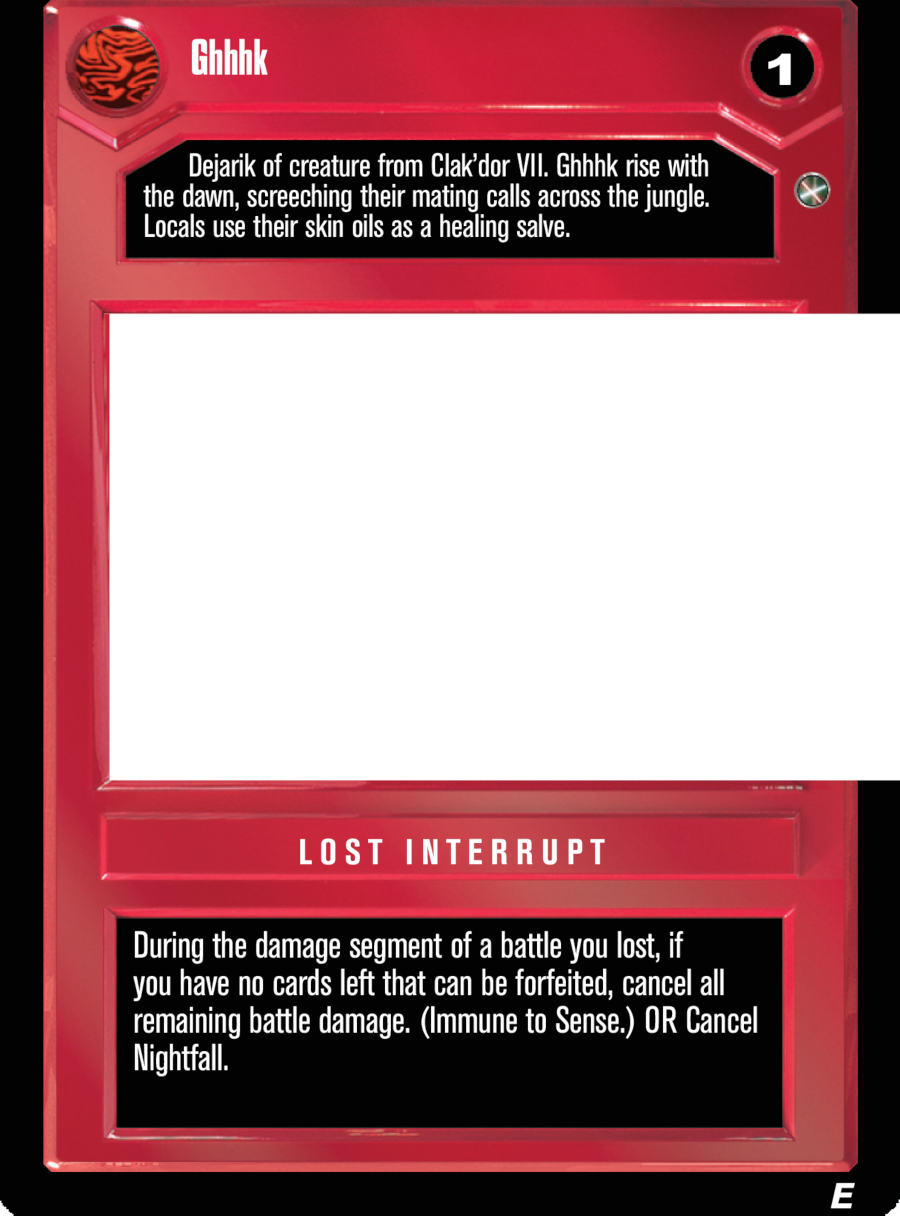 Ghhhk
1
Dejarik of creature from Clak'dor VII. Ghhhk rise with
the dawn, screeching their mating calls across the jungle.
Locals use their skin oils as a healing salve.
LOST INTERRUPT
During the damage segment of a battle you lost, if
you have no cards left that can be forfeited, cancel all
remaining battle damage. (Immune to Sense.) OR Cancel
Nightfall.
E